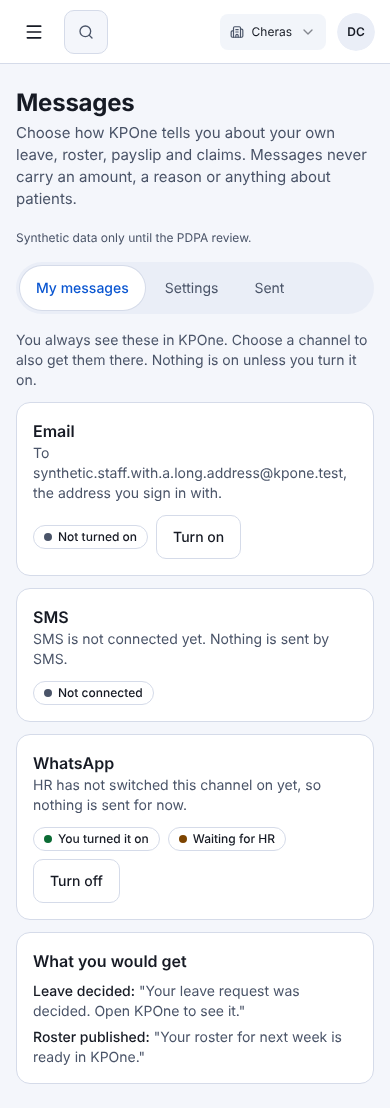 Cheras
DC
Messages
Choose how KPOne tells you about your own
leave, roster, payslip and claims. Messages never
carry an amount, a reason or anything about
patients.
Synthetic data only until the PDPA review.
My messages
Settings
Sent
You always see these in KPOne. Choose a channel to
also get them there. Nothing is on unless you turn it
on.
Email
To
synthetic.staff.with.a.long.address@kpone.test,
the address you sign in with.
Not turned on
Turn on
SMS
SMS is not connected yet. Nothing is sent by
SMS.
Not connected
WhatsApp
HR has not switched this channel on yet, so
nothing is sent for now.
You turned it on
Waiting for HR
Turn off
What you would get
Leave decided: "Your leave request was
decided. Open KPOne to see it."
Roster published: "Your roster for next week is
ready in KPOne."